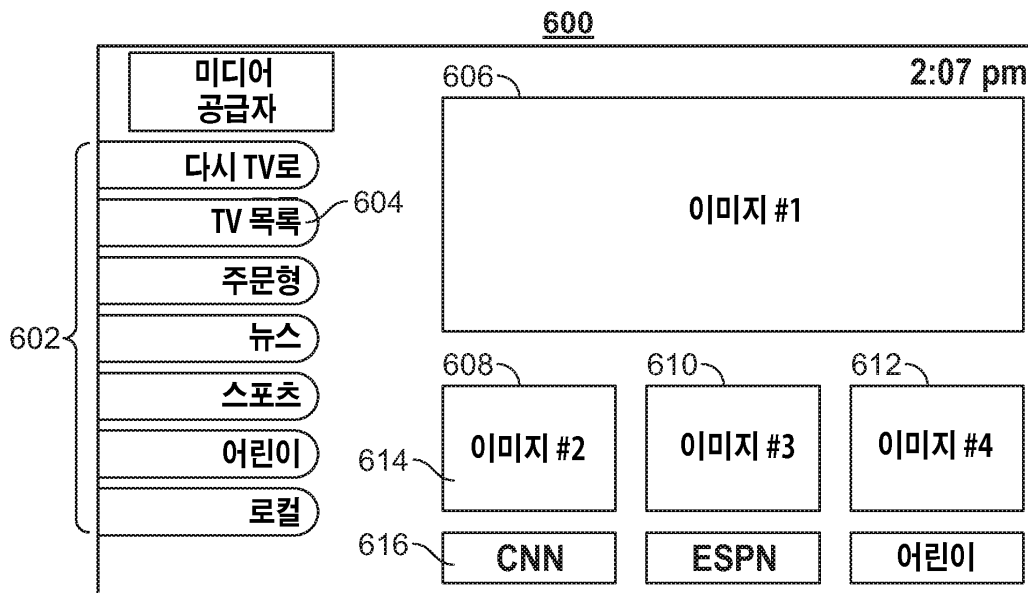 600
미디어
공급자
606
2:07 pm
다시 TV로
TV 목록
604
주문형
뉴스
스포츠
어린이
로컬
602
이미지 #1
608
610
612
이미지 #2
이미지 #3
이미지 #4
614
616
CNN
ESPN
어린이